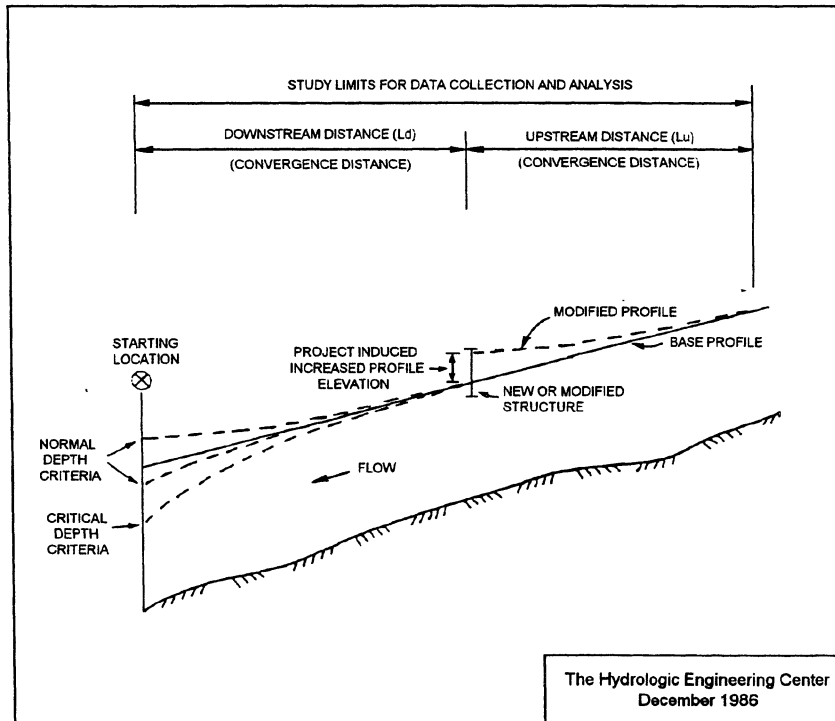 STUDY LIMITS FOR DATA COLLECTION AND ANALYSIS
DOWNSTREAM DISTANCE (Ld)
(CONVERGENCE DISTANCE)
UPSTREAM DISTANCE (Lu)
(CONVERGENCE DISTANCE)
MODIFIED PROFILE
BASE PROFILE
STARTING
LOCATION
PROJECT INDUCED
INCREASED PROFILE
ELEVATION
NEW OR MODIFIED
STRUCTURE
NORMAL
DEPTH
CRITERIA
FLOW
CRITICAL
DEPTH
CRITERIA
The Hydrologic Engineering Center
December 1986